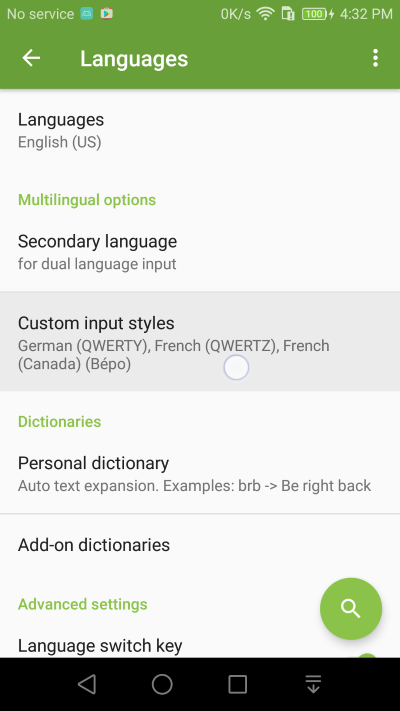 No service 0K/s 100 4:32 PM
Languages
Languages
English (US)
Multilingual options
Secondary language
for dual language input
Custom input styles
German (QWERTY), French (QWERTZ), French
(Canada) (Bépo)
Dictionaries
Personal dictionary
Auto text expansion. Examples: brb -> Be right back
Add-on dictionaries
Advanced settings
Language switch key